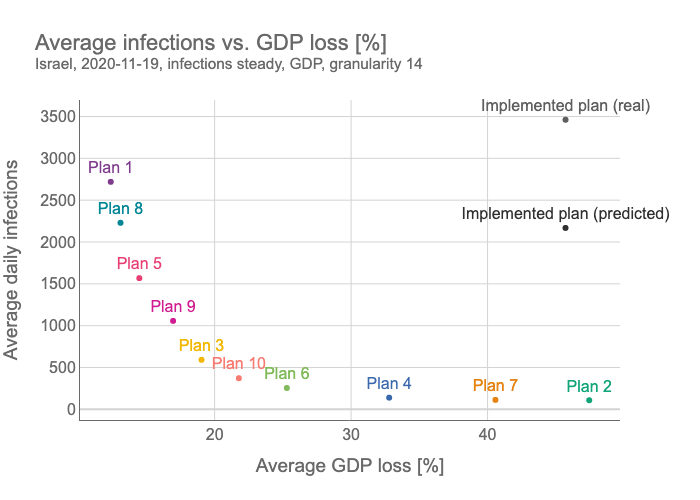 Average infections vs. GDP loss [%]
Israel, 2020-11-19, infections steady, GDP, granularity 14
Implemented plan (real)
3500
3000
Plan 1
2500
Plan 8
Implemented plan (predicted)
2000
Plan 5
1500
Plan 9
1000
Plan 3
Plan 10
500
Plan 6
Plan 4
Plan 7
Plan 2
0
20
30
40
Average daily infections
Average GDP loss [%]